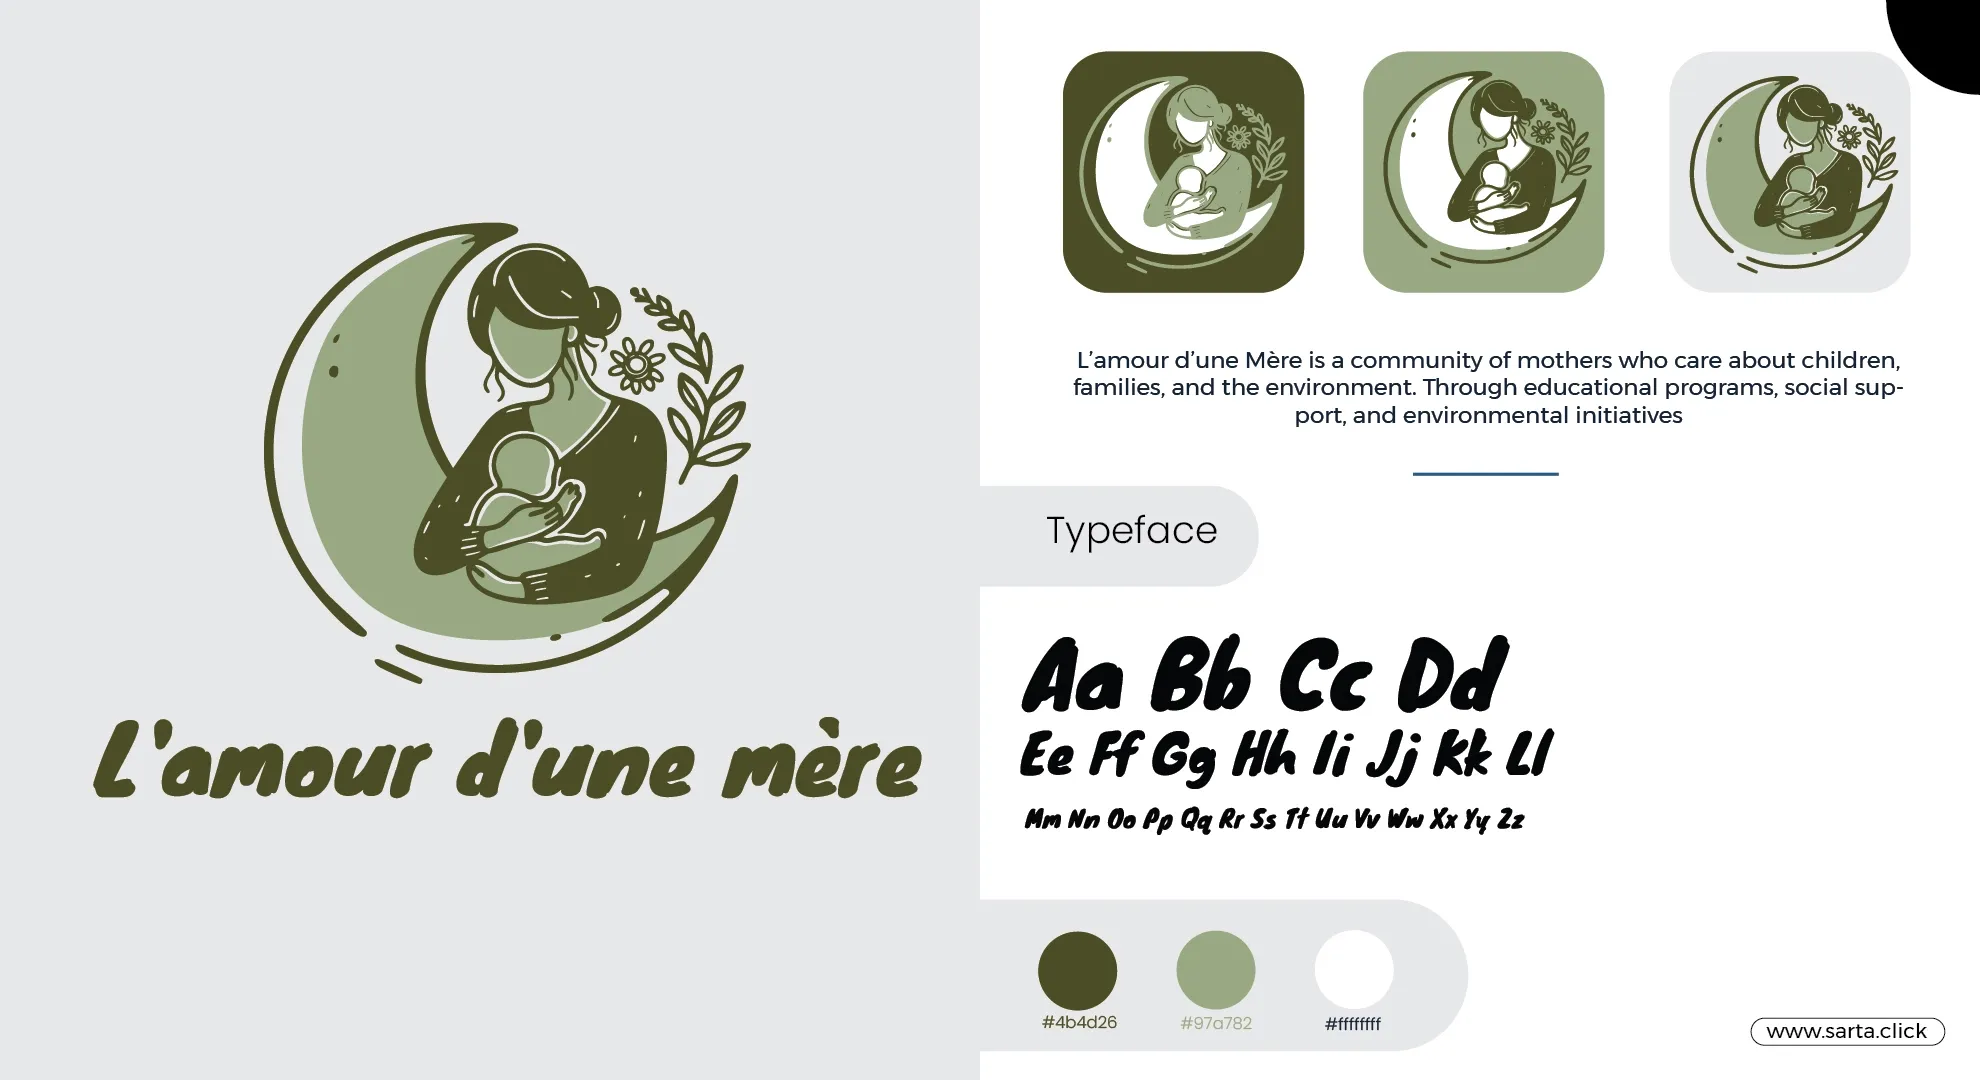 L'amour d'une mère
L’amour d’une Mère is a community of mothers who care about children,
families, and the environment. Through educational programs, social sup-
port, and environmental initiatives
Typeface
Aa Bb Cc Dd
Ee Ff Gg Hh Ii Jj Kk Ll
Mm Nn Oo Pp Qq Rr Ss Tt Uu Vv Ww Xx Yy Zz
#4b4d26 #97a782 #ffffffff
www.sarta.click